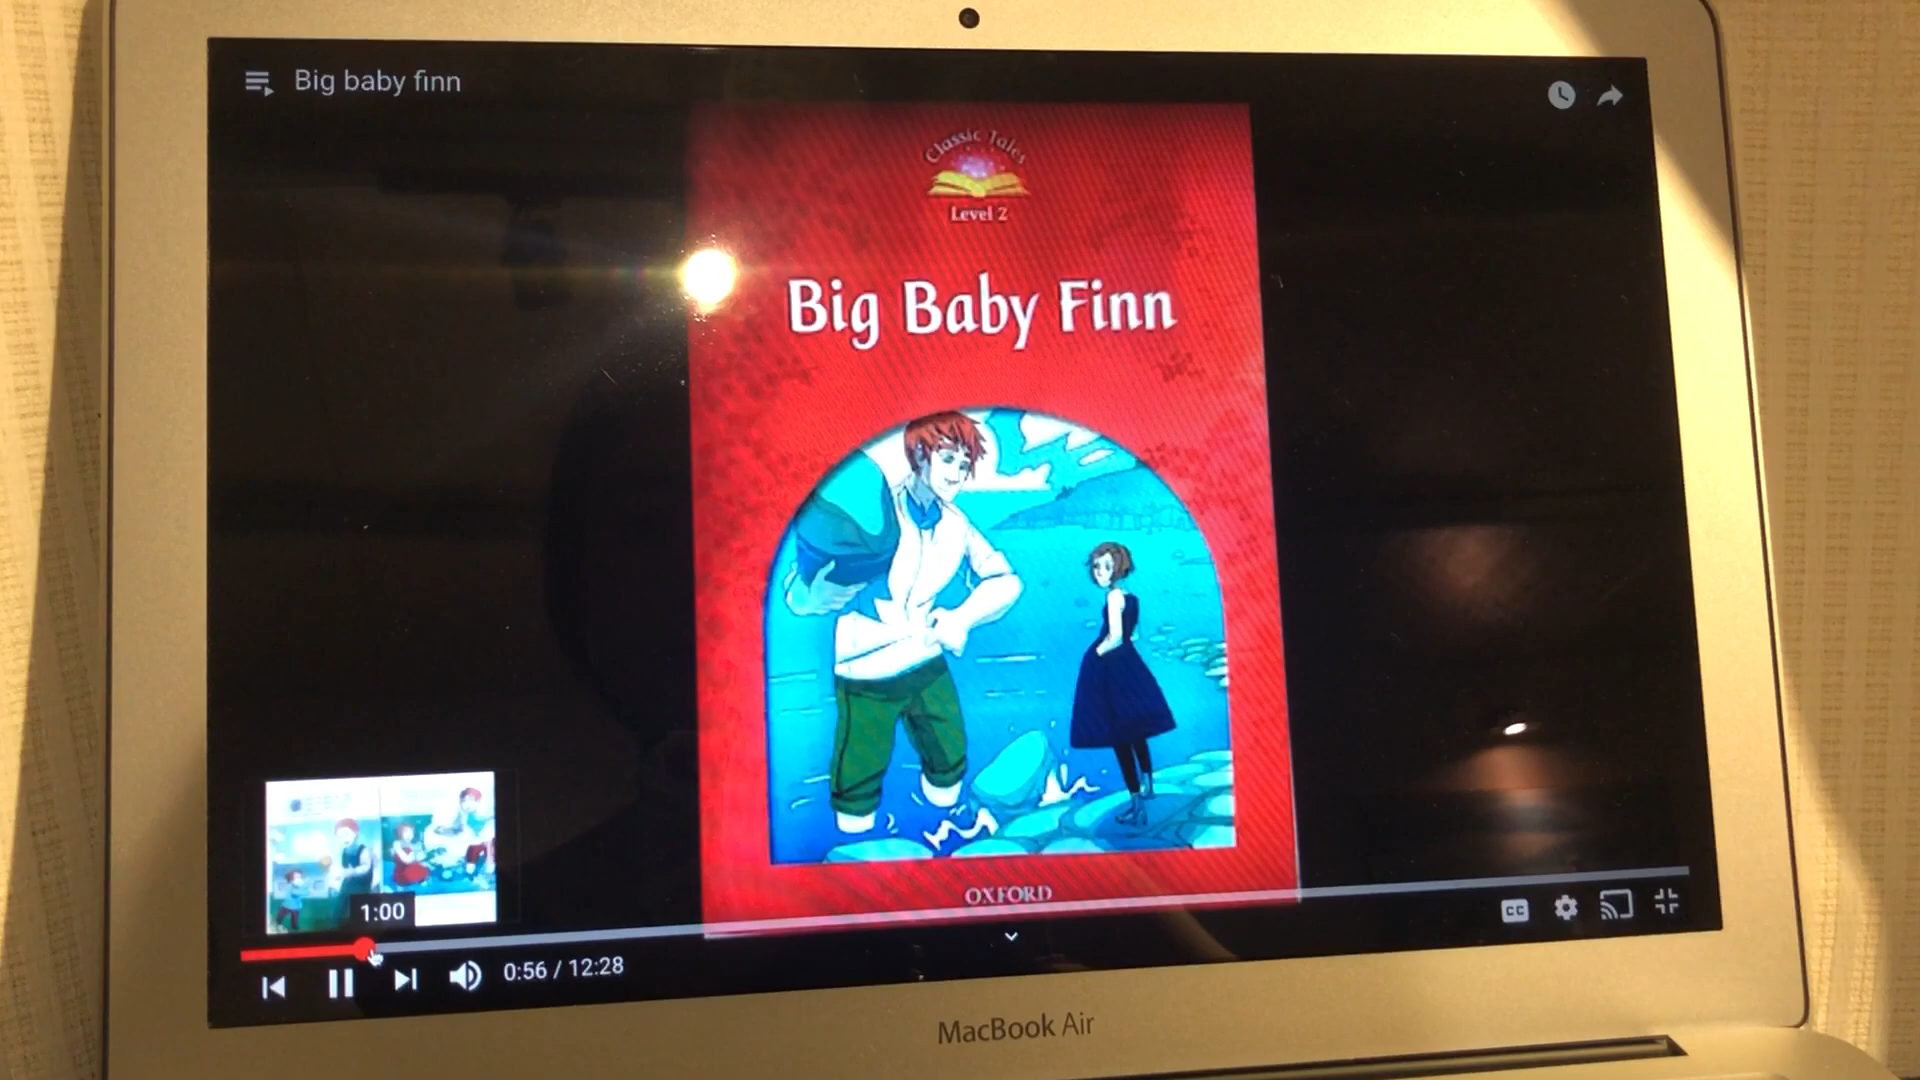 Big baby finn
Classic Tales
Level 2
Big Baby Finn
OXFORD
1:00
CC
0:56 / 12:28
MacBook Air